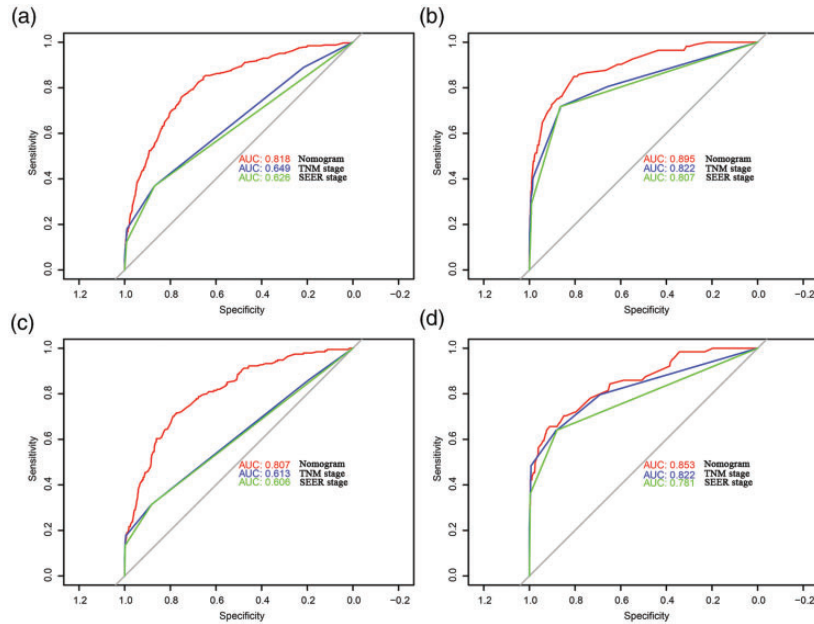 (a)
Sensitivity
1.0
0.8
0.6
0.4
0.2
0.0
AUC: 0.818 Nomogram
AUC: 0.649 TNM stage
AUC: 0.626 SEER stage
1.2 1.0 0.8 0.6 0.4 0.2 0.0 −0.2
Specificity
(b)
Sensitivity
1.0
0.8
0.6
0.4
0.2
0.0
AUC: 0.895 Nomogram
AUC: 0.822 TNM stage
AUC: 0.807 SEER stage
1.2 1.0 0.8 0.6 0.4 0.2 0.0 −0.2
Specificity
(c)
Sensitivity
1.0
0.8
0.6
0.4
0.2
0.0
AUC: 0.807 Nomogram
AUC: 0.613 TNM stage
AUC: 0.606 SEER stage
1.2 1.0 0.8 0.6 0.4 0.2 0.0 −0.2
Specificity
(d)
Sensitivity
1.0
0.8
0.6
0.4
0.2
0.0
AUC: 0.853 Nomogram
AUC: 0.822 TNM stage
AUC: 0.781 SEER stage
1.2 1.0 0.8 0.6 0.4 0.2 0.0 −0.2
Specificity